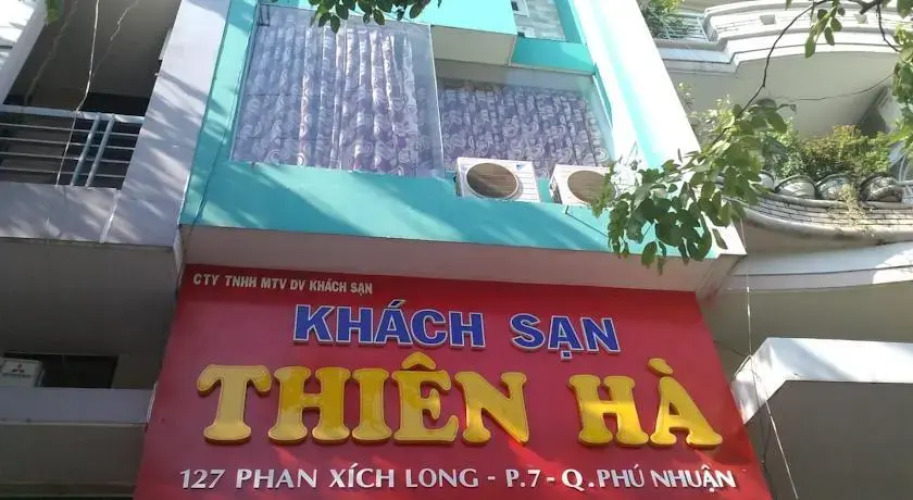 CTY TNHH MTV DV KHÁCH SẠN
KHÁCH SẠN
THIÊN HÀ
127 PHAN XÍCH LONG - P.7 - Q.PHÚ NHUẬN